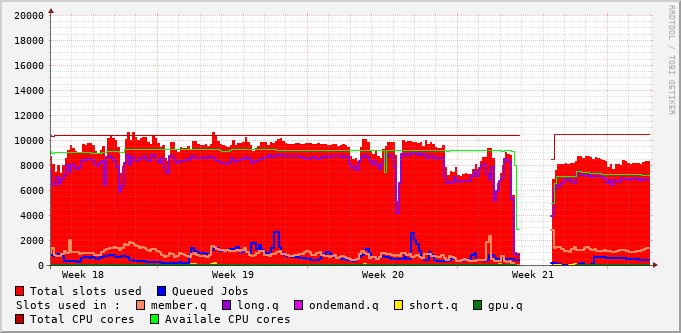 20000
18000
16000
14000
12000
10000
8000
6000
4000
2000
0
Week 18 Week 19 Week 20 Week 21
Total slots used Queued Jobs
Slots used in : member.q long.q ondemand.q short.q gpu.q
Total CPU cores Availale CPU cores
RRDTOOL / TOBI OETIKER